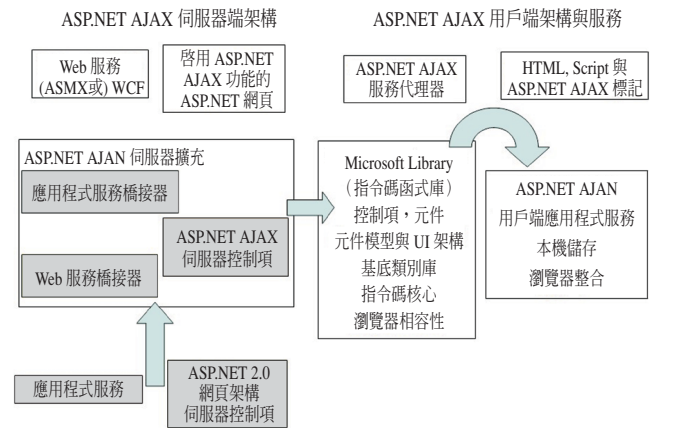 ASP.NET AJAX 伺服器端架構
ASP.NET AJAX 用戶端架構與服務
Web 服務
(ASMX或) WCF
啓用 ASP.NET
AJAX 功能的
ASP.NET 網頁
ASP.NET AJAX
服務代理器
HTML, Script 與
ASP.NET AJAX 標記
ASP.NET AJAN 伺服器擴充
應用程式服務橋接器
ASP.NET AJAX
伺服器控制項
Web 服務橋接器
Microsoft Library
(指令碼函式庫)
控制項，元件
元件模型與 UI 架構
基底類別庫
指令碼核心
瀏覽器相容性
ASP.NET AJAN
用戶端應用程式服務
本機儲存
瀏覽器整合
應用程式服務
ASP.NET 2.0
網頁架構
伺服器控制項